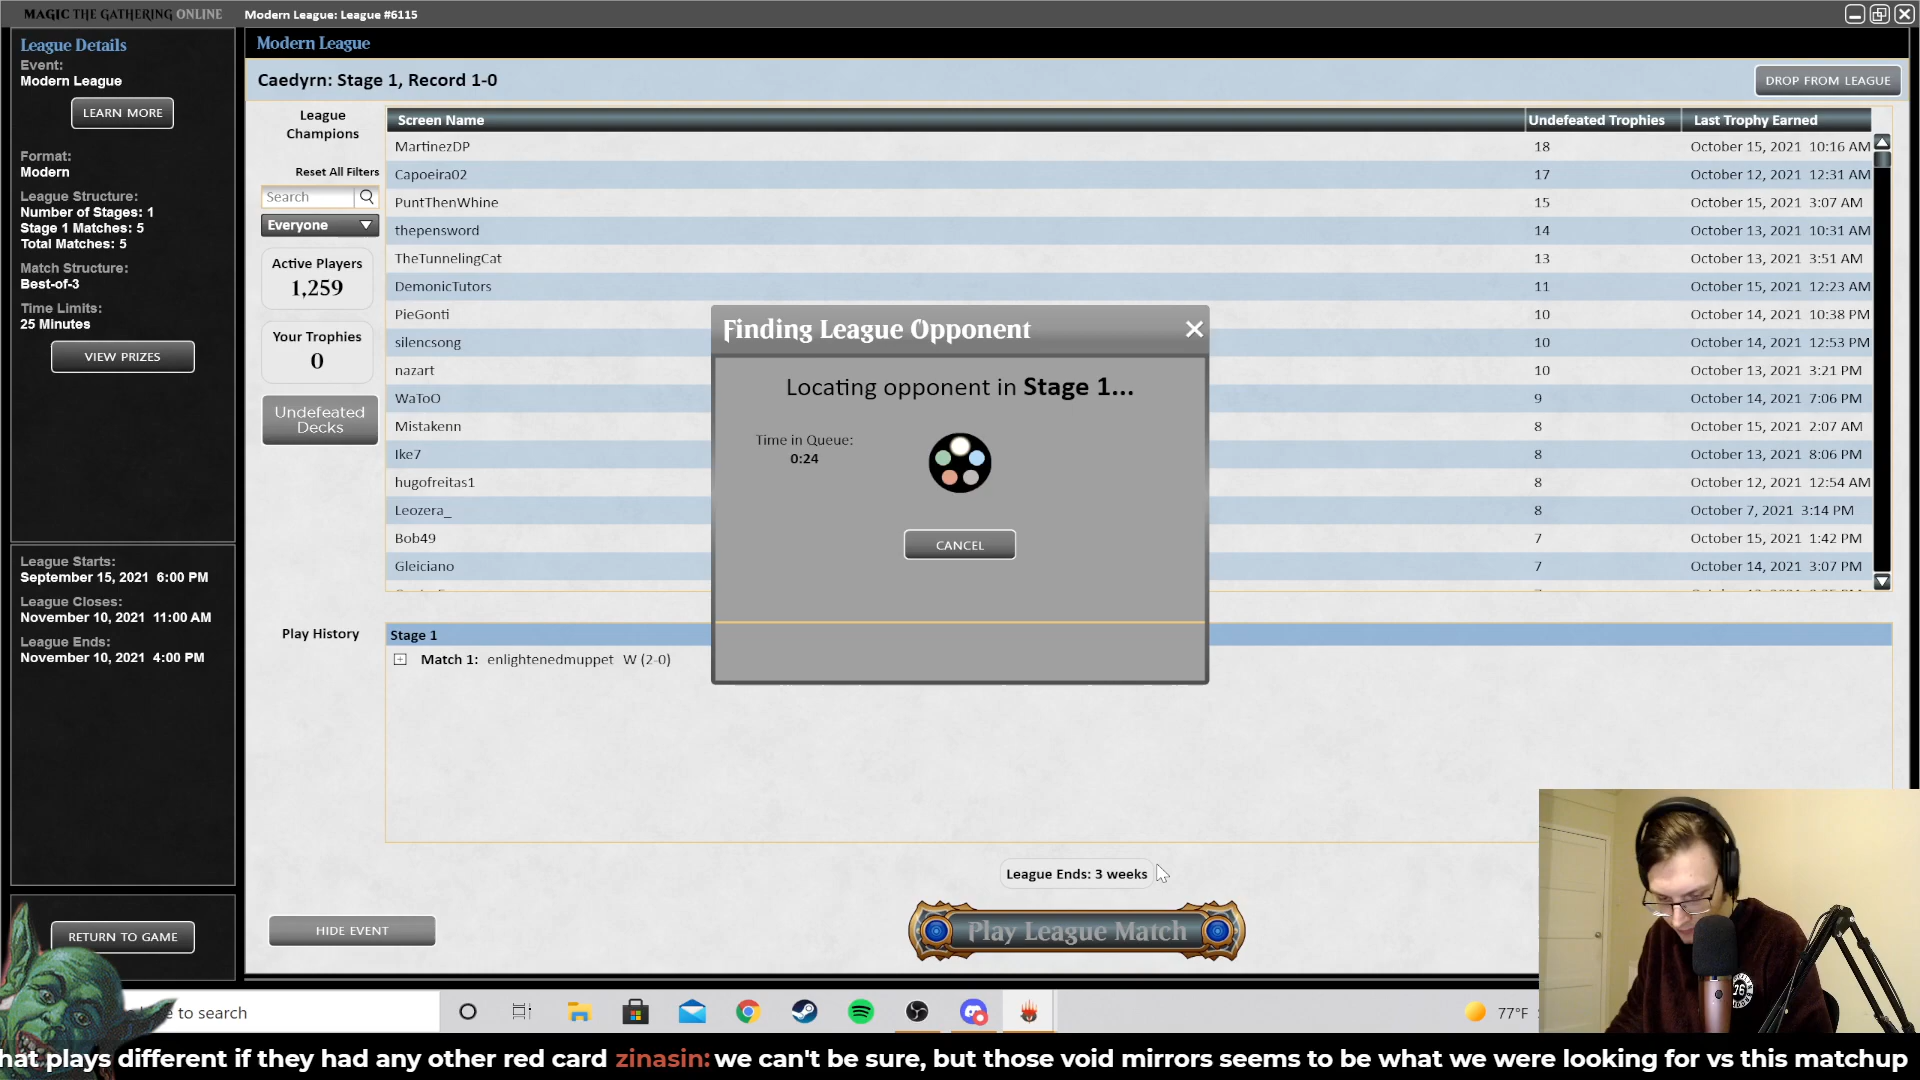 MAGIC THE GATHERING ONLINE
Modern League: League #6115
League Details
Event:
Modern League
LEARN MORE
Format:
Modern
League Structure:
Number of Stages: 1
Stage 1 Matches: 5
Total Matches: 5
Match Structure:
Best-of-3
Time Limits:
25 Minutes
VIEW PRIZES
League Starts:
September 15, 2021 6:00 PM
League Closes:
November 10, 2021 11:00 AM
League Ends:
November 10, 2021 4:00 PM
RETURN TO GAME
Modern League
Caedyrn: Stage 1, Record 1-0
DROP FROM LEAGUE
League
Champions
Reset All Filters
Search
Everyone
Active Players
1,259
Your Trophies
0
Undefeated
Decks
Screen Name Undefeated Trophies Last Trophy Earned
MartinezDP 18 October 15, 2021 10:16 AM
Capoeira02 17 October 12, 2021 12:31 AM
PuntThenWhine 15 October 15, 2021 3:07 AM
thepensword 14 October 13, 2021 10:31 AM
TheTunnelingCat 13 October 13, 2021 3:51 AM
DemonicTutors 11 October 15, 2021 12:23 AM
PieGonti 10 October 14, 2021 10:38 PM
silencsong 10 October 14, 2021 12:53 PM
nazart 10 October 13, 2021 3:21 PM
WaToO 9 October 14, 2021 7:06 PM
Mistakenn 8 October 15, 2021 2:07 AM
Ike7 8 October 13, 2021 8:06 PM
hugofreitas1 8 October 12, 2021 12:54 AM
Leozera_ 8 October 7, 2021 3:14 PM
Bob49 7 October 15, 2021 1:42 PM
Gleiciano 7 October 14, 2021 3:07 PM
Finding League Opponent
Locating opponent in Stage 1...
Time in Queue:
0:24
CANCEL
Play History
Stage 1
Match 1: enlightenedmuppet W (2-0)
League Ends: 3 weeks
HIDE EVENT
Play League Match
to search
77°F
76
hat plays different if they had any other red card zinasin: we can't be sure, but those void mirrors seems to be what we were looking for vs this matchup